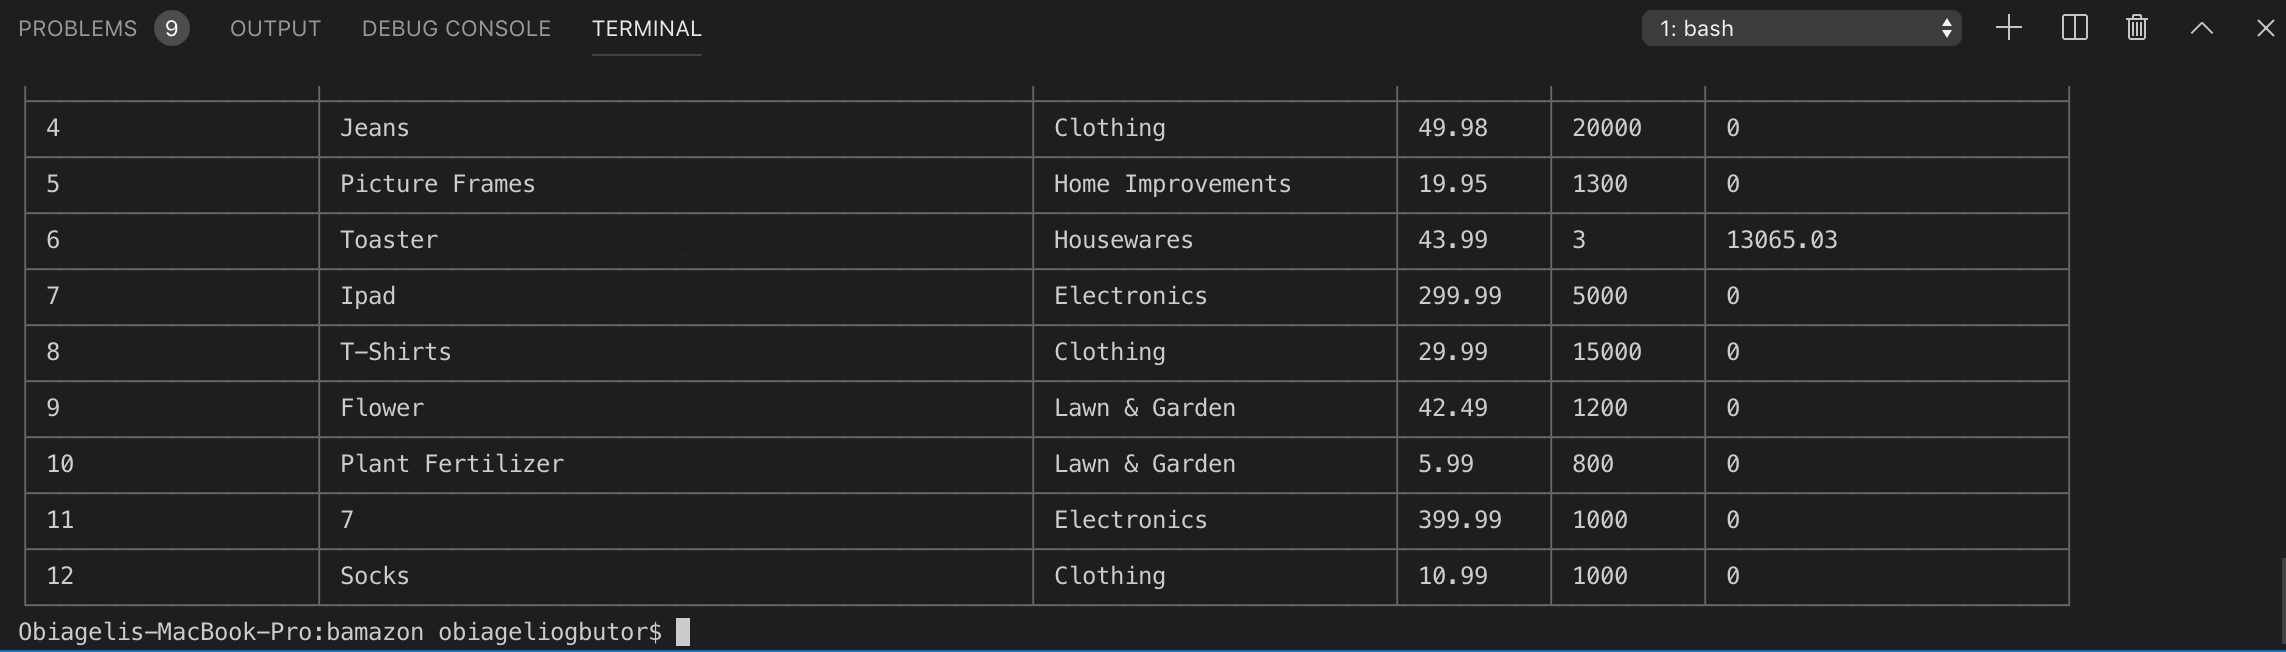 PROBLEMS 9 OUTPUT DEBUG CONSOLE TERMINAL 1: bash
4 Jeans Clothing 49.98 20000 0
5 Picture Frames Home Improvements 19.95 1300 0
6 Toaster Housewares 43.99 3 13065.03
7 Ipad Electronics 299.99 5000 0
8 T-Shirts Clothing 29.99 15000 0
9 Flower Lawn & Garden 42.49 1200 0
10 Plant Fertilizer Lawn & Garden 5.99 800 0
11 7 Electronics 399.99 1000 0
12 Socks Clothing 10.99 1000 0
Obiagelis-MacBook-Pro:bamazon obiageliogbutor$